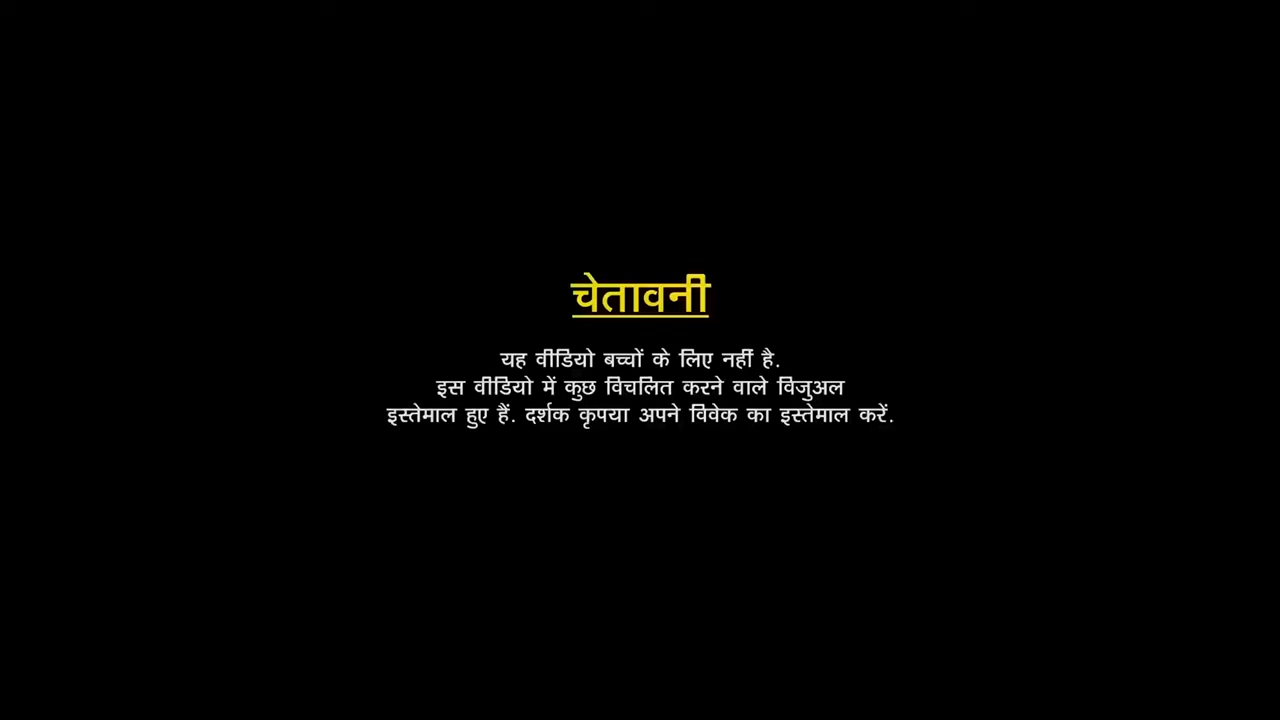 चेतावनी
यह वीडियो बच्चों के लिए नहीं है.
इस वीडियो में कुछ विचलित करने वाले विजुअल
इस्तेमाल हुए हैं. दर्शक कृपया अपने विवेक का इस्तेमाल करें.